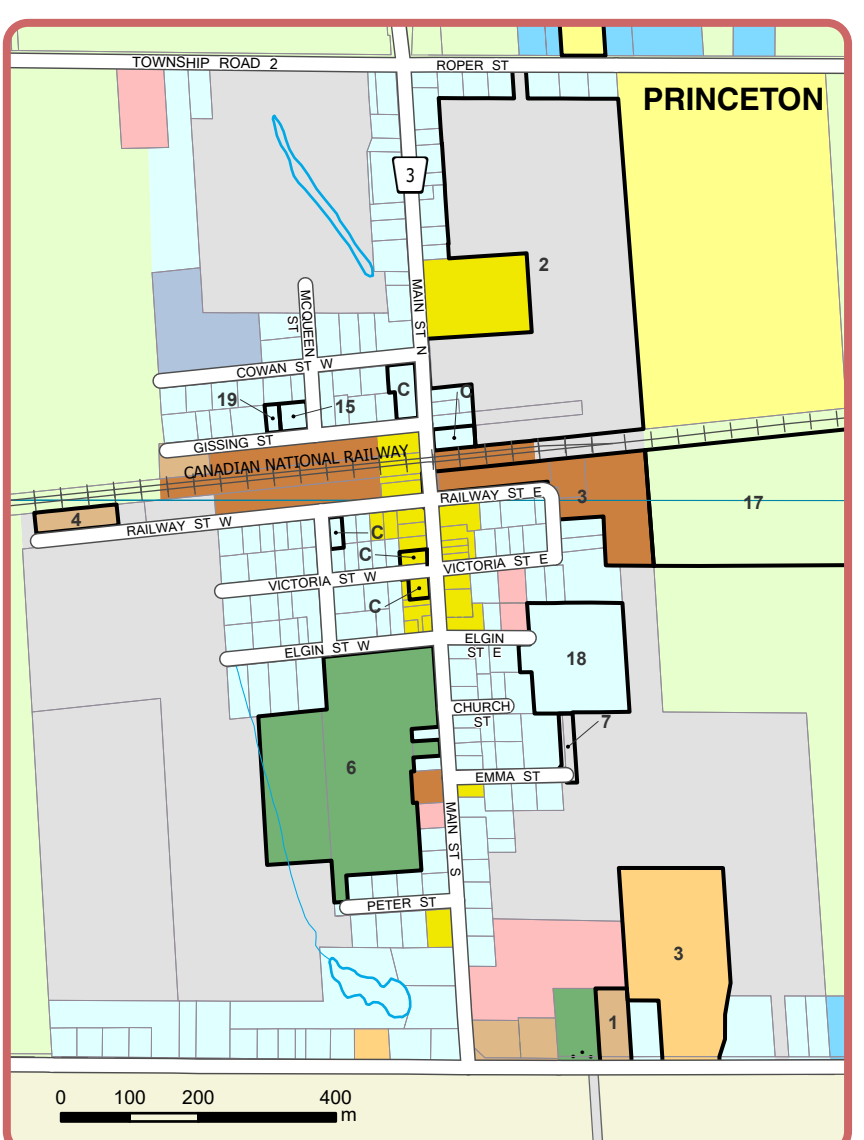 TOWNSHIP ROAD 2
ROPER ST
PRINCETON
3
2
MAIN ST N
MCQUEEN ST
COWAN ST W
C
C
19
15
GISSING ST
CANADIAN NATIONAL RAILWAY
RAILWAY ST E
3
17
4
RAILWAY ST W
C
C
VICTORIA ST E
VICTORIA ST W
C
ELGIN ST W
ELGIN
ST E
18
CHURCH
ST
7
6
EMMA ST
MAIN ST S
PETER ST
3
1
0 100 200 400
m